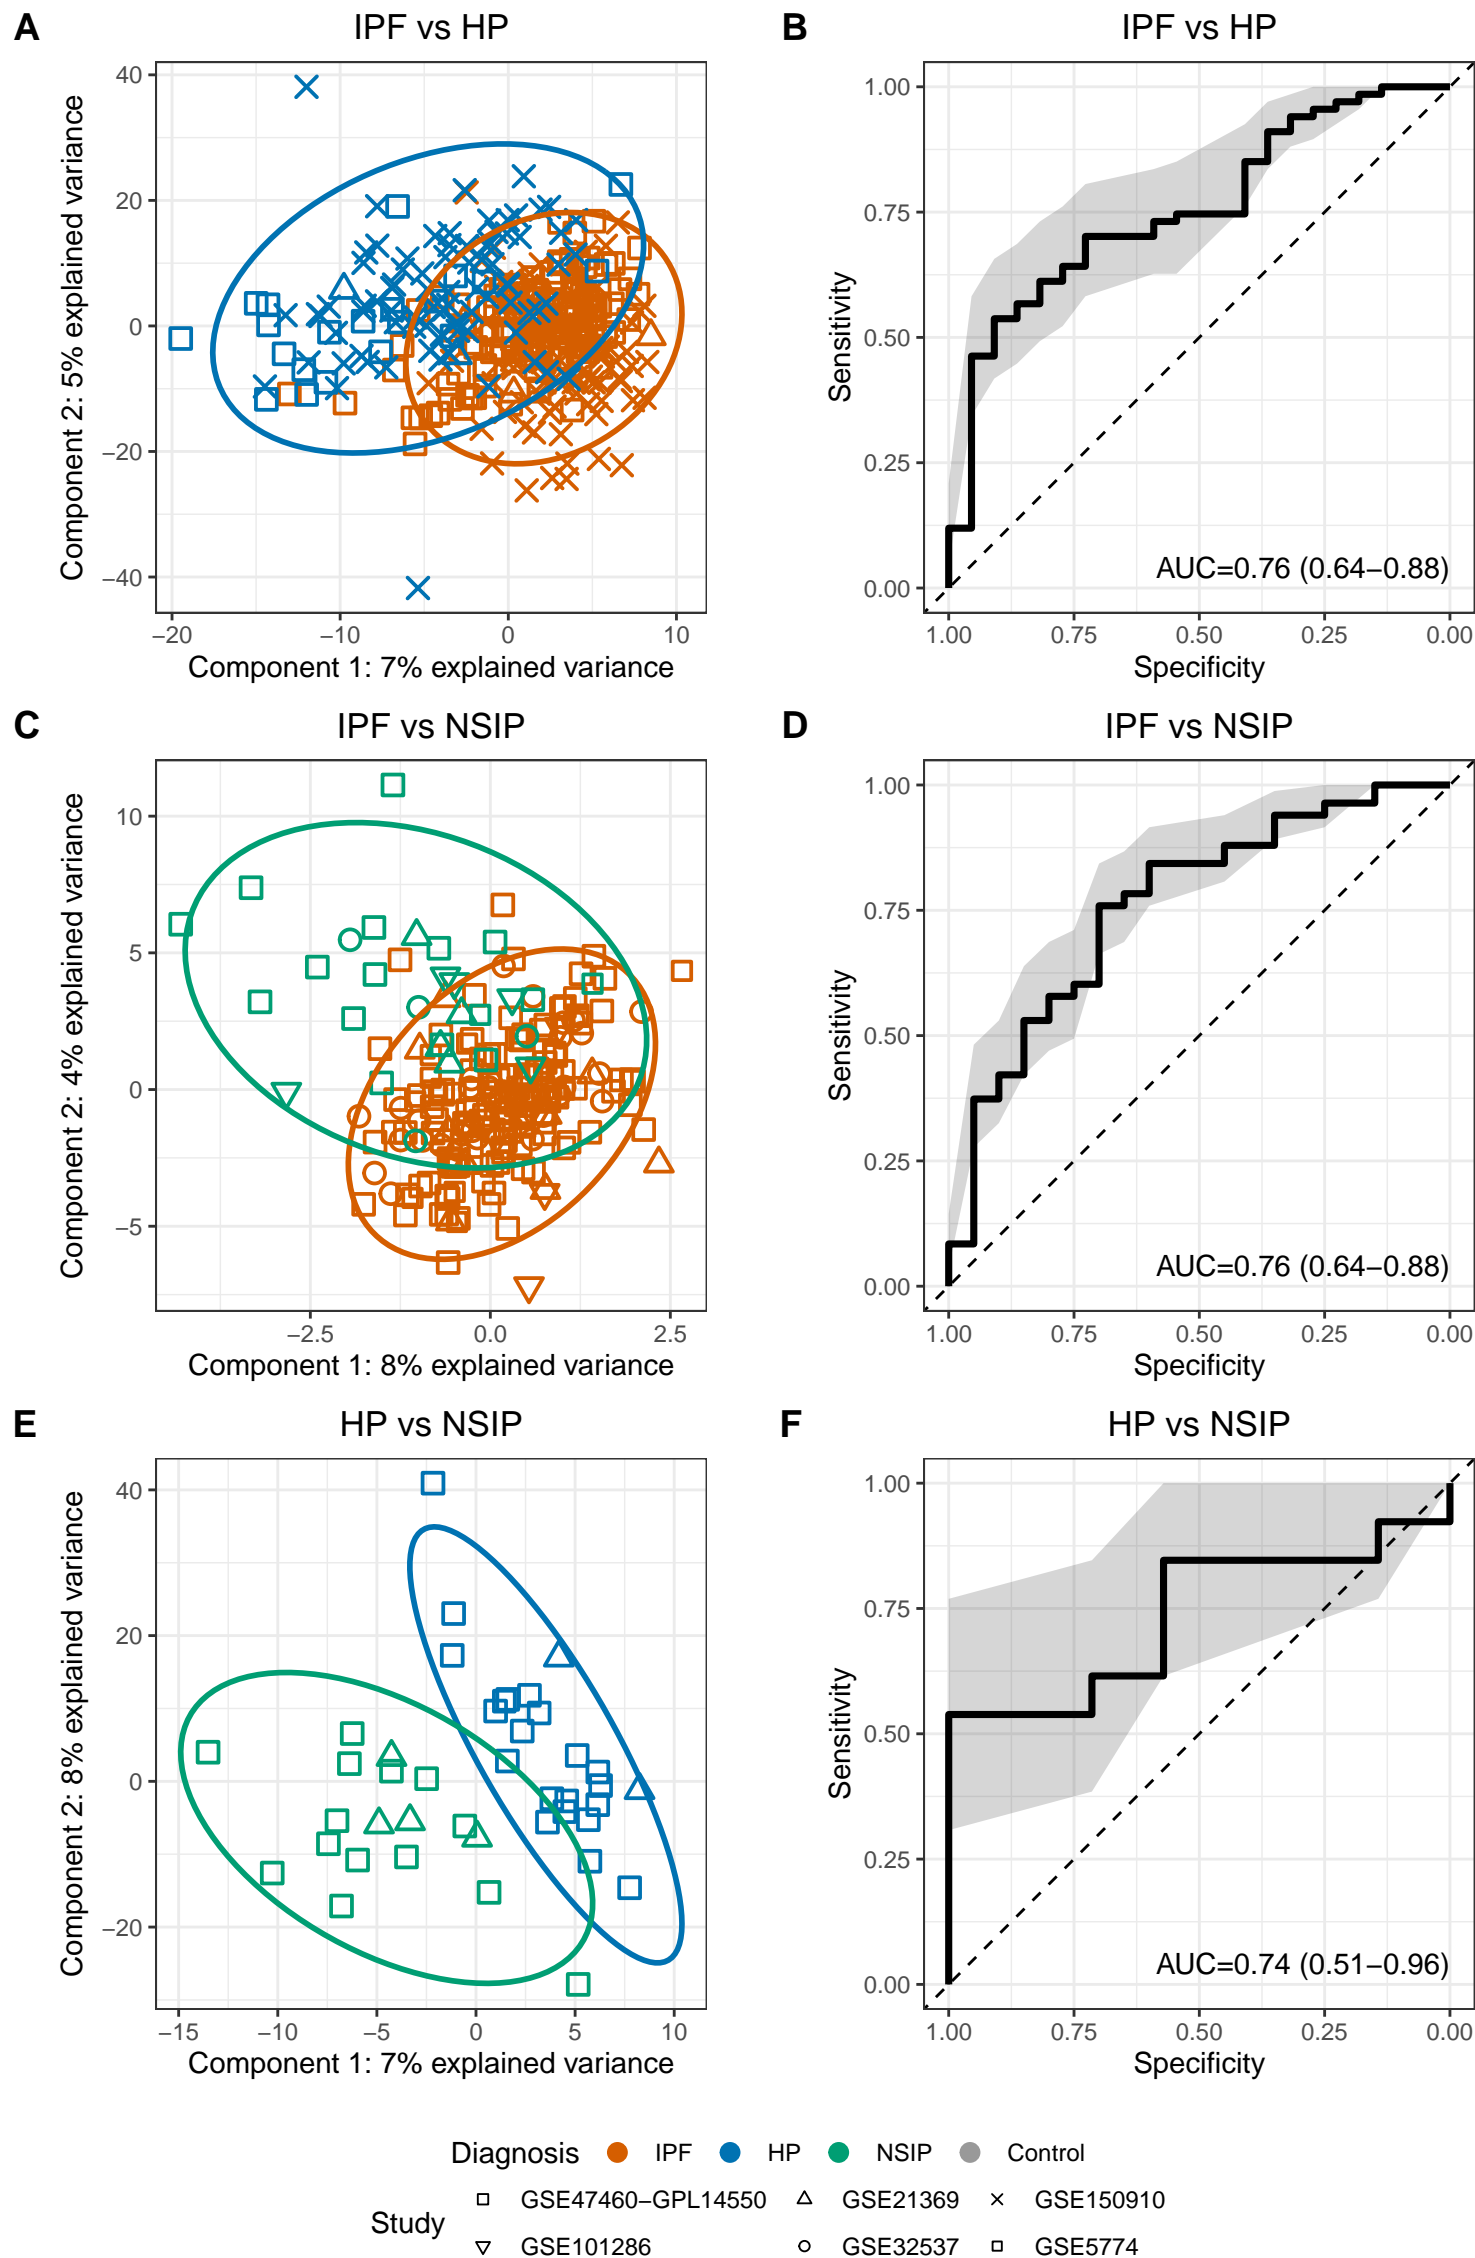 A
IPF vs HP
Component 2: 5% explained variance
40
20
0
−20
−40
−20
−10
0
10
Component 1: 7% explained variance
B
IPF vs HP
Sensitivity
1.00
0.75
0.50
0.25
0.00
AUC=0.76 (0.64−0.88)
1.00
0.75
0.50
0.25
0.00
Specificity
C
IPF vs NSIP
Component 2: 4% explained variance
10
5
0
−5
−2.5
0.0
2.5
Component 1: 8% explained variance
D
IPF vs NSIP
Sensitivity
1.00
0.75
0.50
0.25
0.00
AUC=0.76 (0.64−0.88)
1.00
0.75
0.50
0.25
0.00
Specificity
E
HP vs NSIP
Component 2: 8% explained variance
40
20
0
−20
−15
−10
−5
0
5
10
Component 1: 7% explained variance
F
HP vs NSIP
Sensitivity
1.00
0.75
0.50
0.25
0.00
AUC=0.74 (0.51−0.96)
1.00
0.75
0.50
0.25
0.00
Specificity
Diagnosis IPF HP NSIP Control
Study
GSE47460−GPL14550 GSE21369 GSE150910
GSE101286 GSE32537 GSE5774